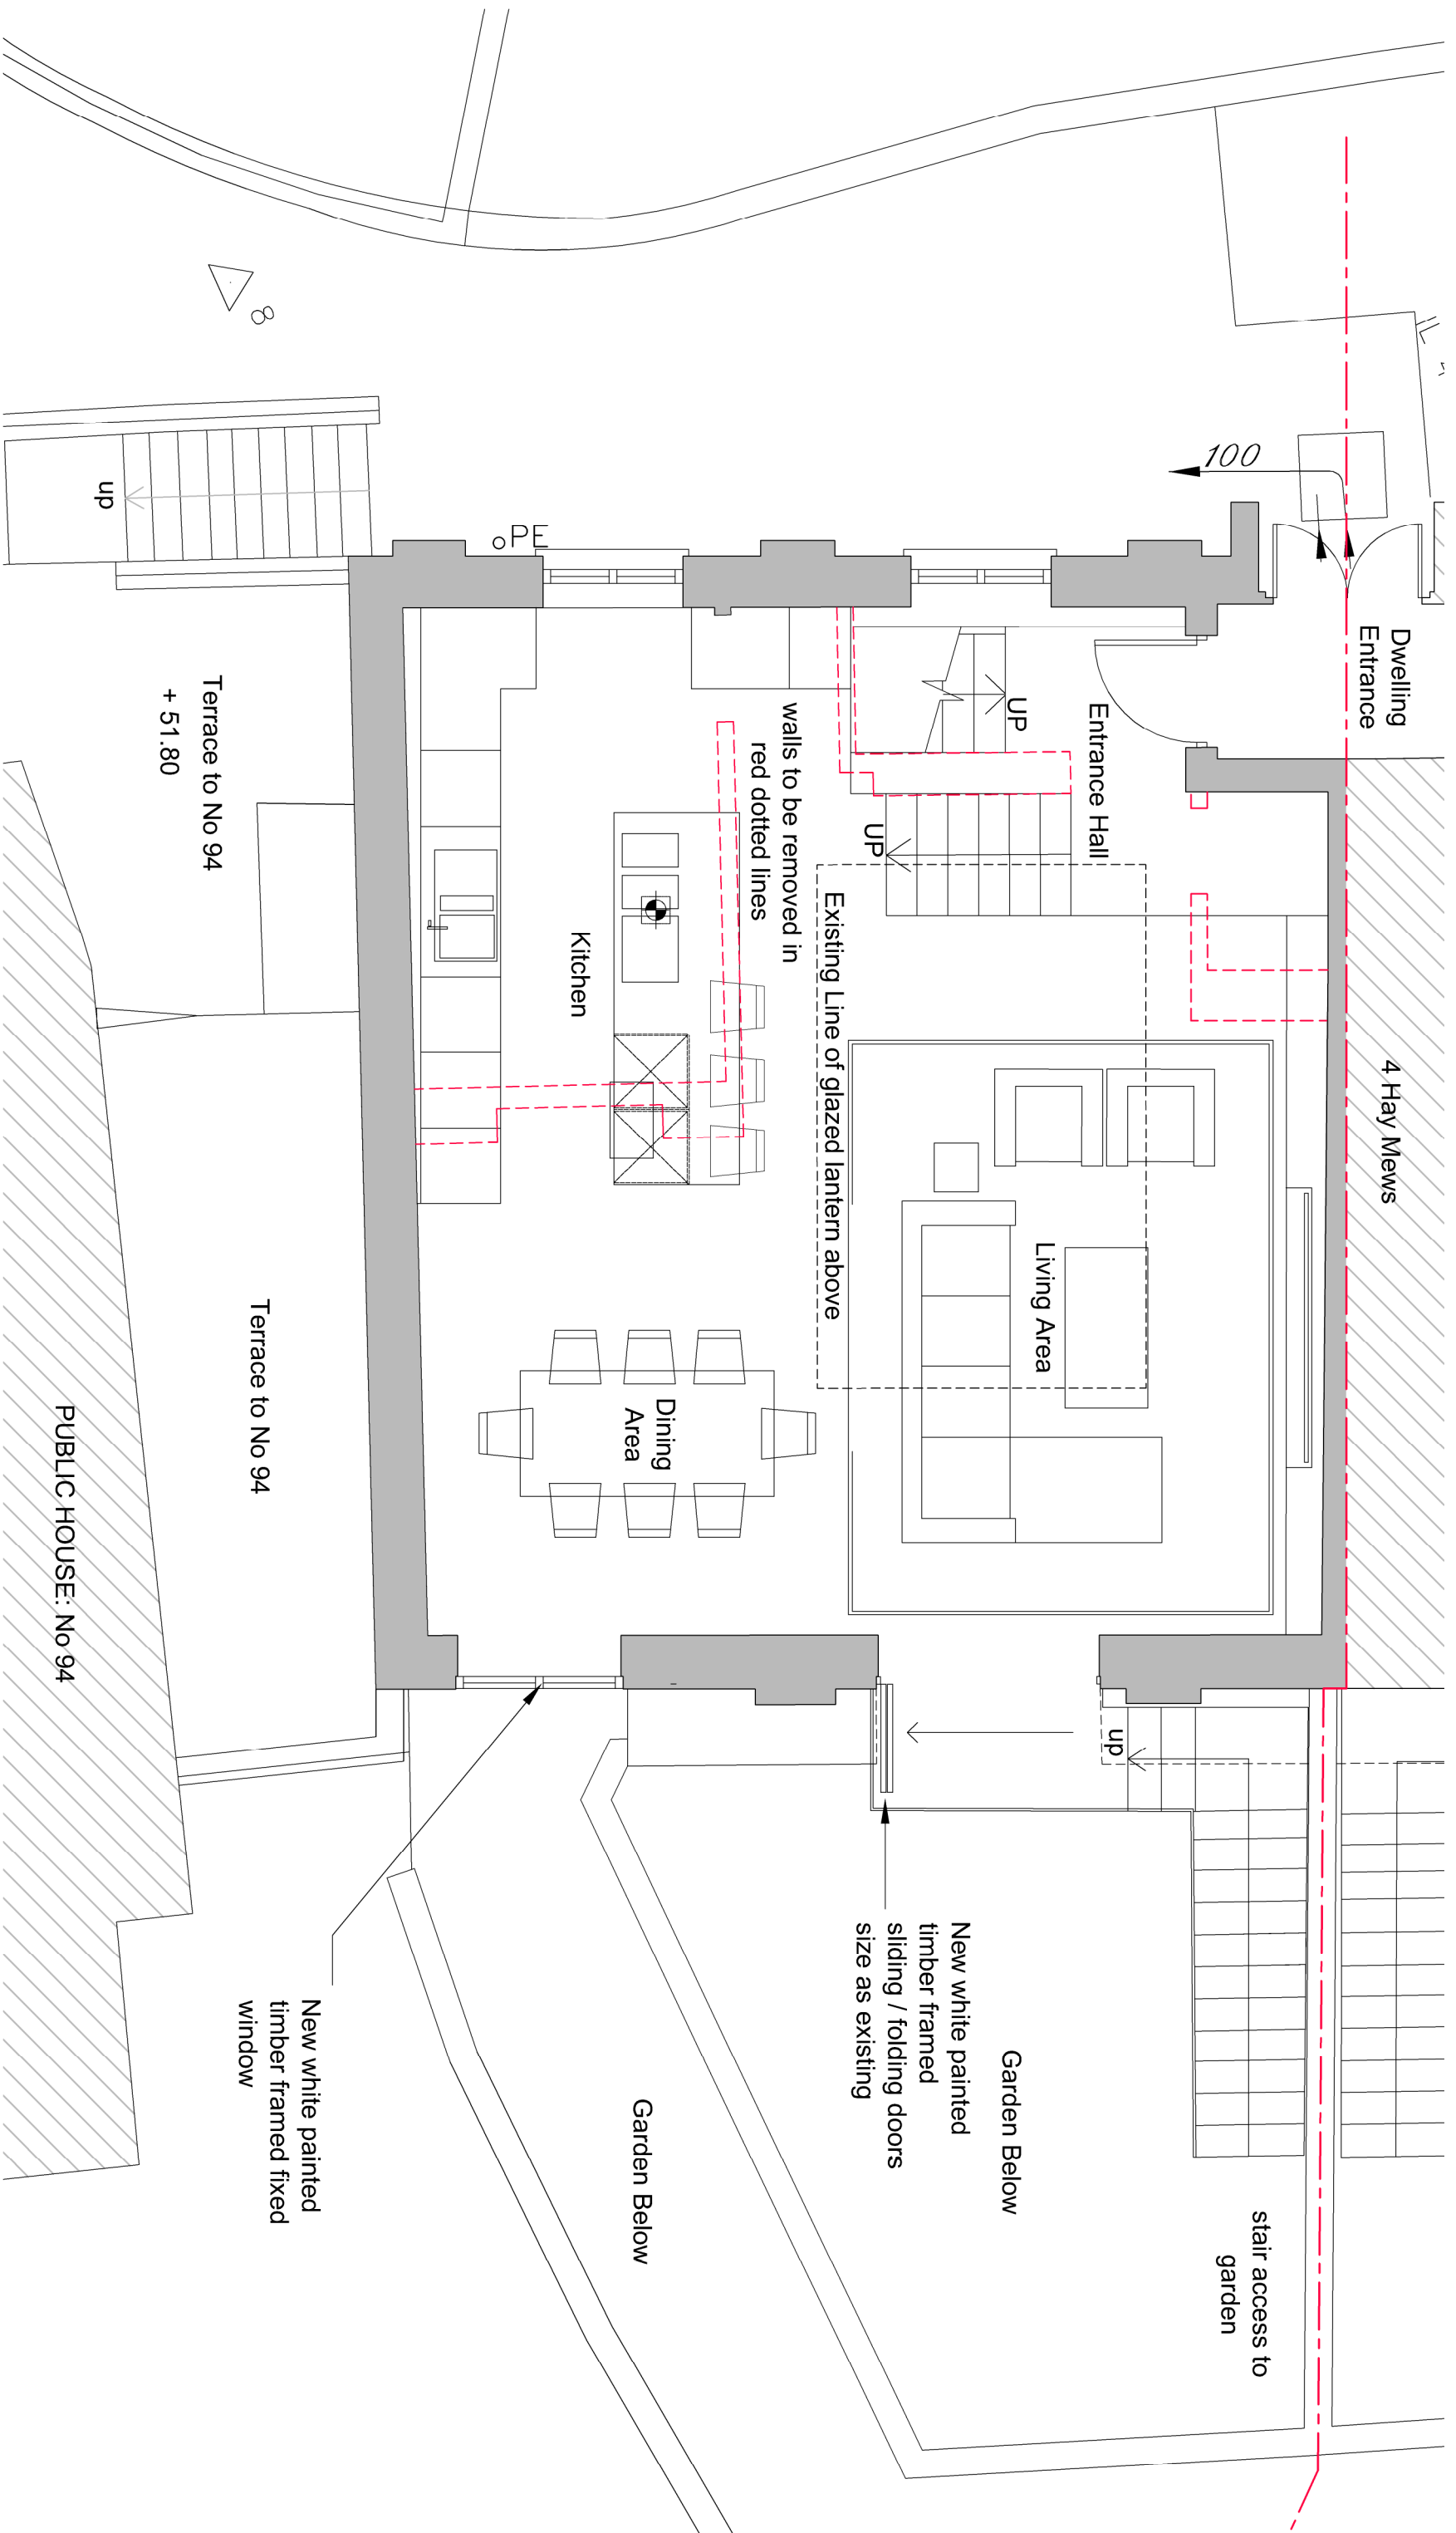 Dwelling
Entrance
4 Hay Mews
stair access to
garden
100
Entrance Hall
UP
UP
up
Living Area
Garden Below
New white painted
timber framed
sliding / folding doors
size as existing
Existing Line of glazed lantern above
walls to be removed in
red dotted lines
PE
Kitchen
Dining
Area
Garden Below
New white painted
timber framed fixed
window
8
up
Terrace to No 94
+ 51.80
Terrace to No 94
PUBLIC HOUSE: No 94